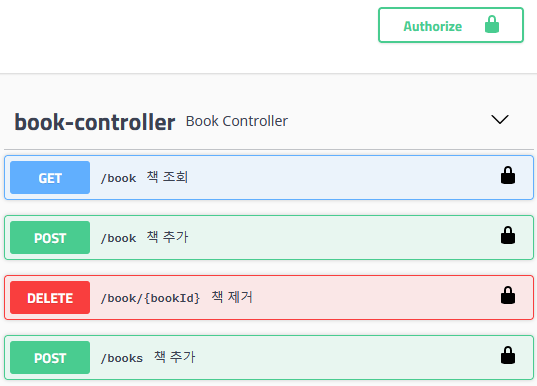 Authorize
book-controller Book Controller
GET /book 책 조회
POST /book 책 추가
DELETE /book/{bookId} 책 제거
POST /books 책 추가